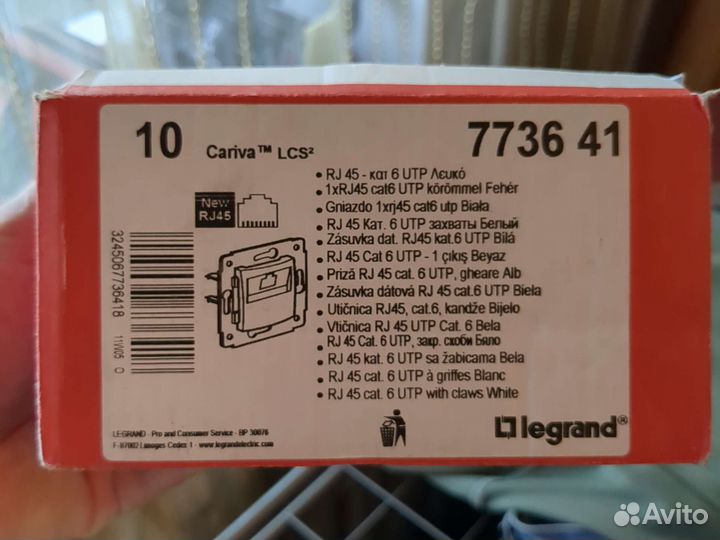 10 Cariva™ LCS² 7736 41
New
RJ45
• RJ 45 - κατ 6 UTP Λευκό
• 1xRJ45 cat6 UTP körömmel Fehér
• Gniazdo 1xrj45 cat6 utp Biała
• RJ 45 Кат. 6 UTP захваты Белый
• Zásuvka dat. RJ45 kat.6 UTP Bílá
• RJ 45 Cat 6 UTP - 1 çıkış Beyaz
• Priză RJ 45 cat. 6 UTP, gheare Alb
• Zásuvka dátová RJ 45 cat.6 UTP Biela
• Utičnica RJ45, cat.6, kandže Bijelo
• Vtičnica RJ 45 UTP Cat. 6 Bela
• RJ 45 Cat. 6 UTP, закр. скоби Бяло
• RJ 45 kat. 6 UTP sa žabicama Bela
• RJ 45 cat. 6 UTP à griffes Blanc
• RJ 45 cat. 6 UTP with claws White
3245067736418
11W05 O
LEGRAND - Pro and Consumer Service - BP 30076
F-87002 Limoges Cedex 1 - www.legrandelectric.com
legrand®
Avito